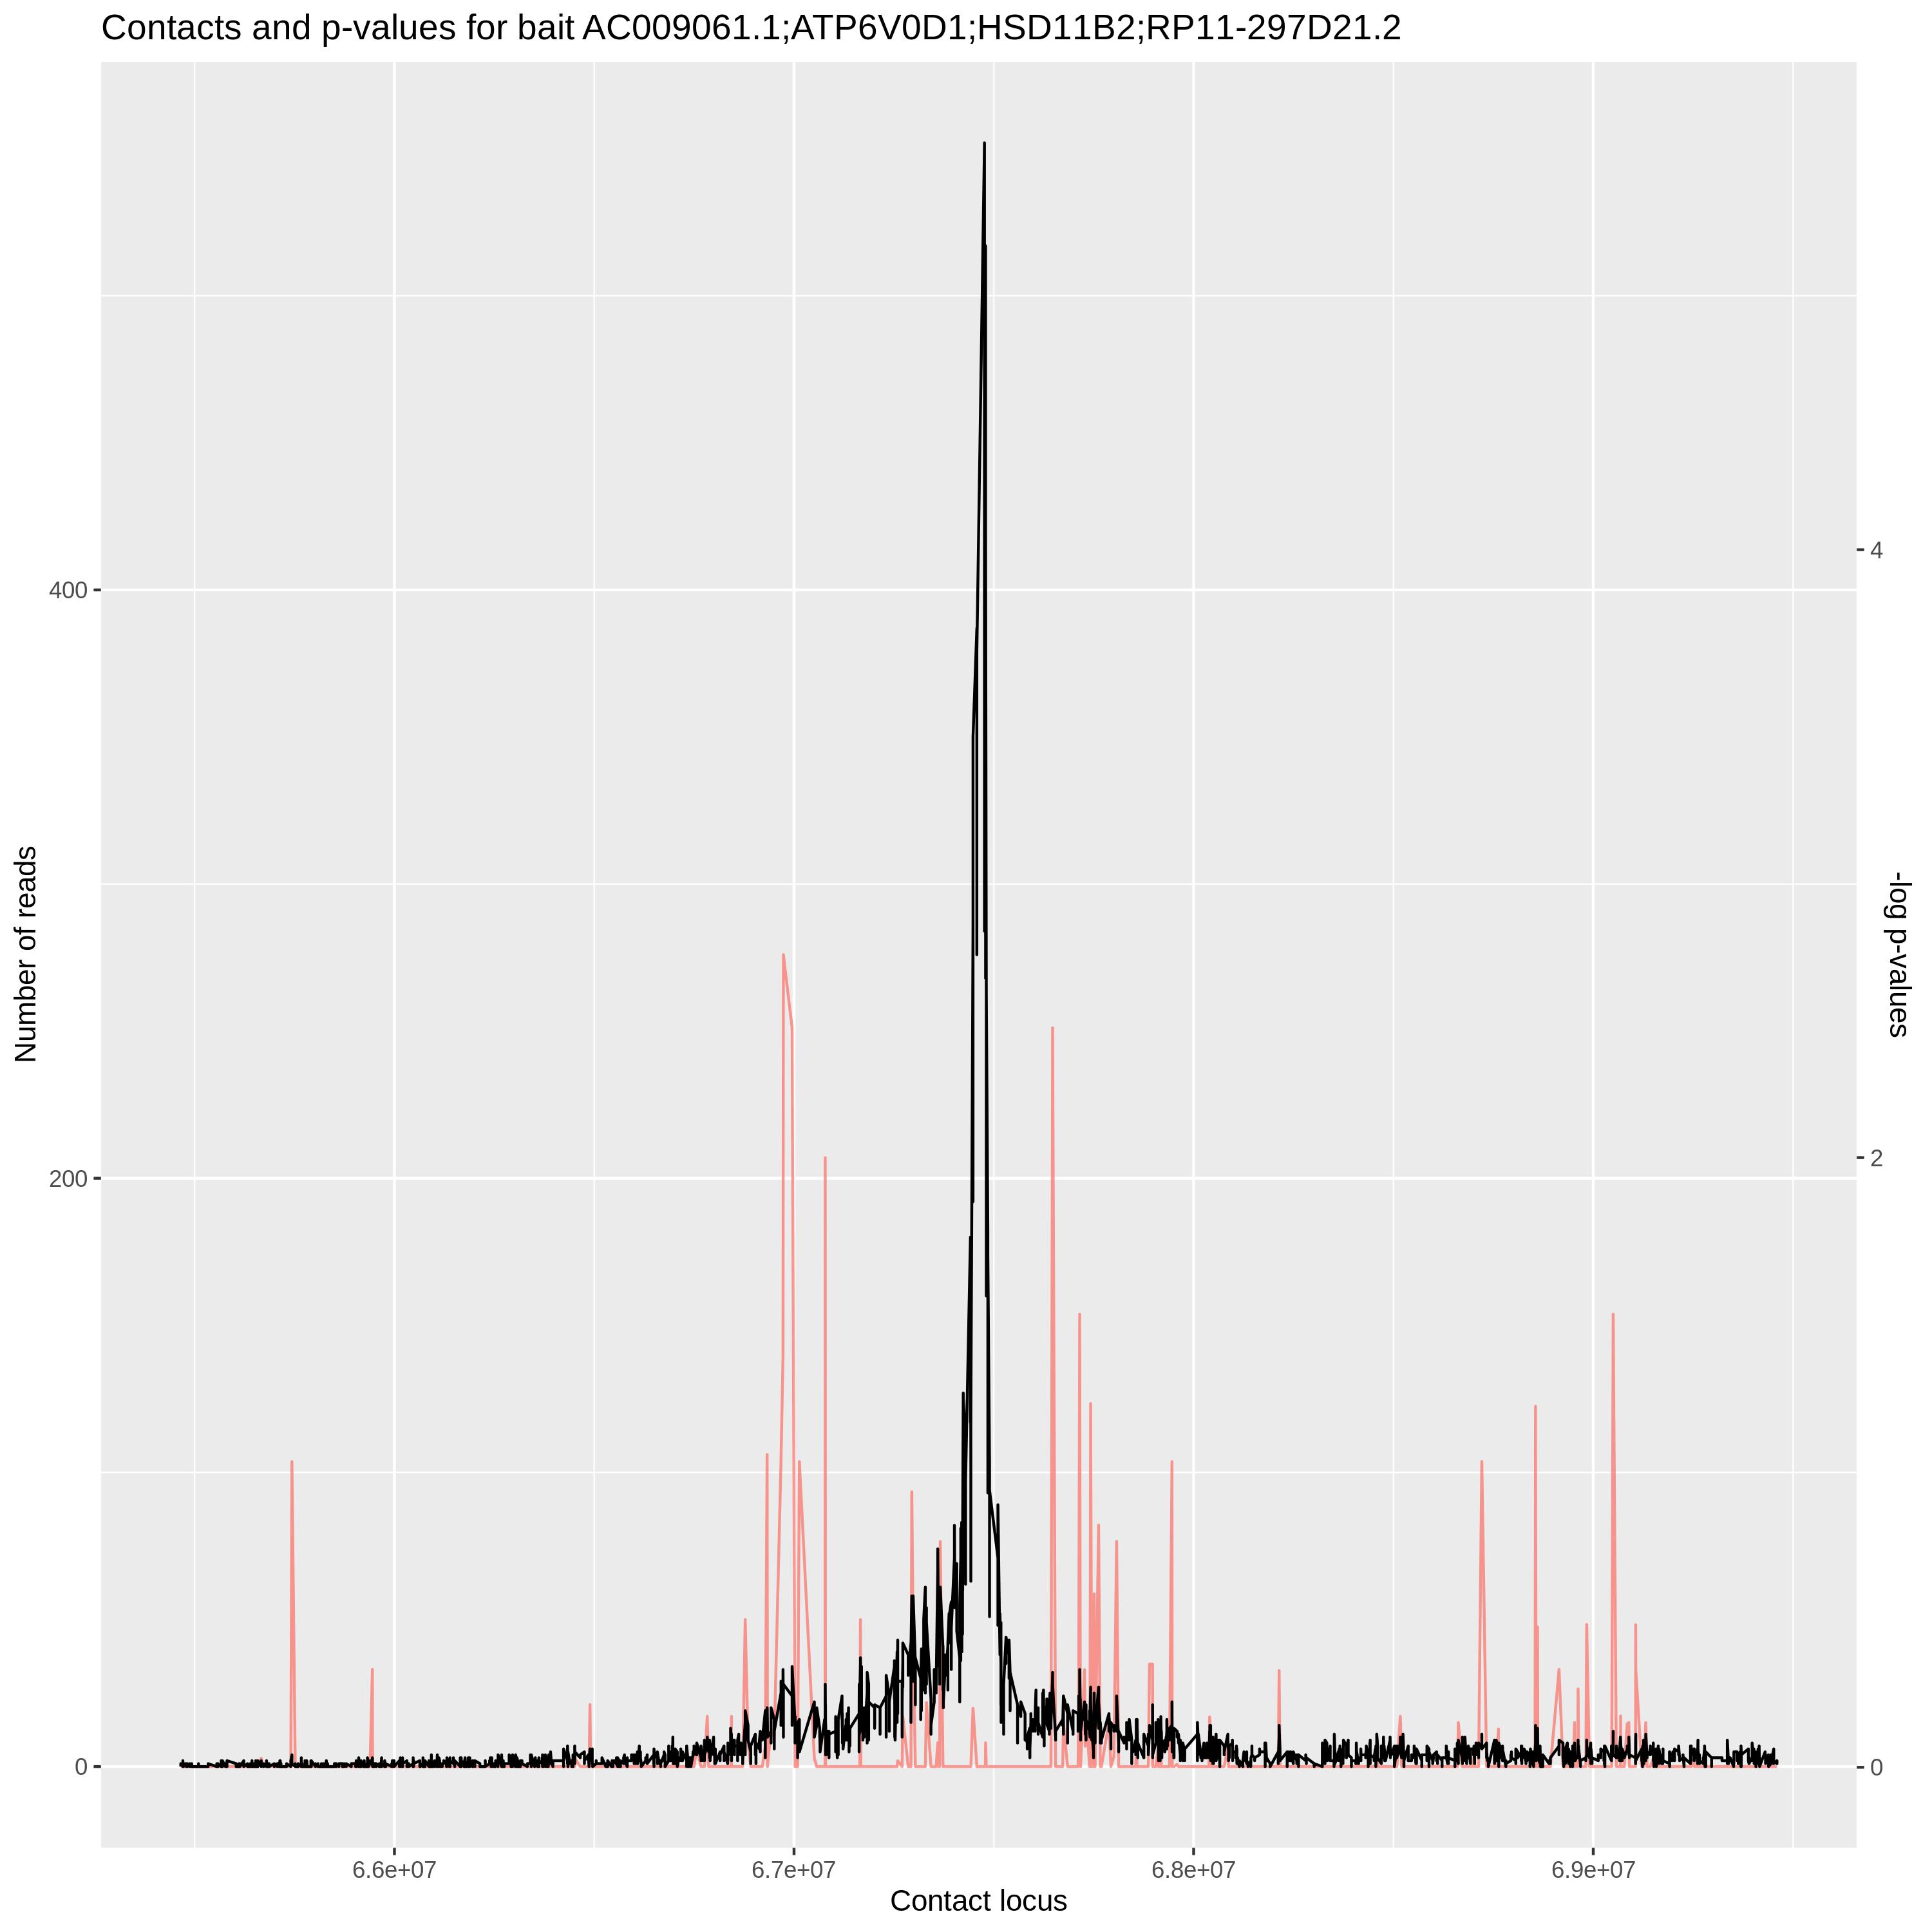 Contacts and p-values for bait AC009061.1;ATP6V0D1;HSD11B2;RP11-297D21.2
Number of reads
400
200
0
4
2
0
-log p-values
6.6e+07 6.7e+07 6.8e+07 6.9e+07
Contact locus